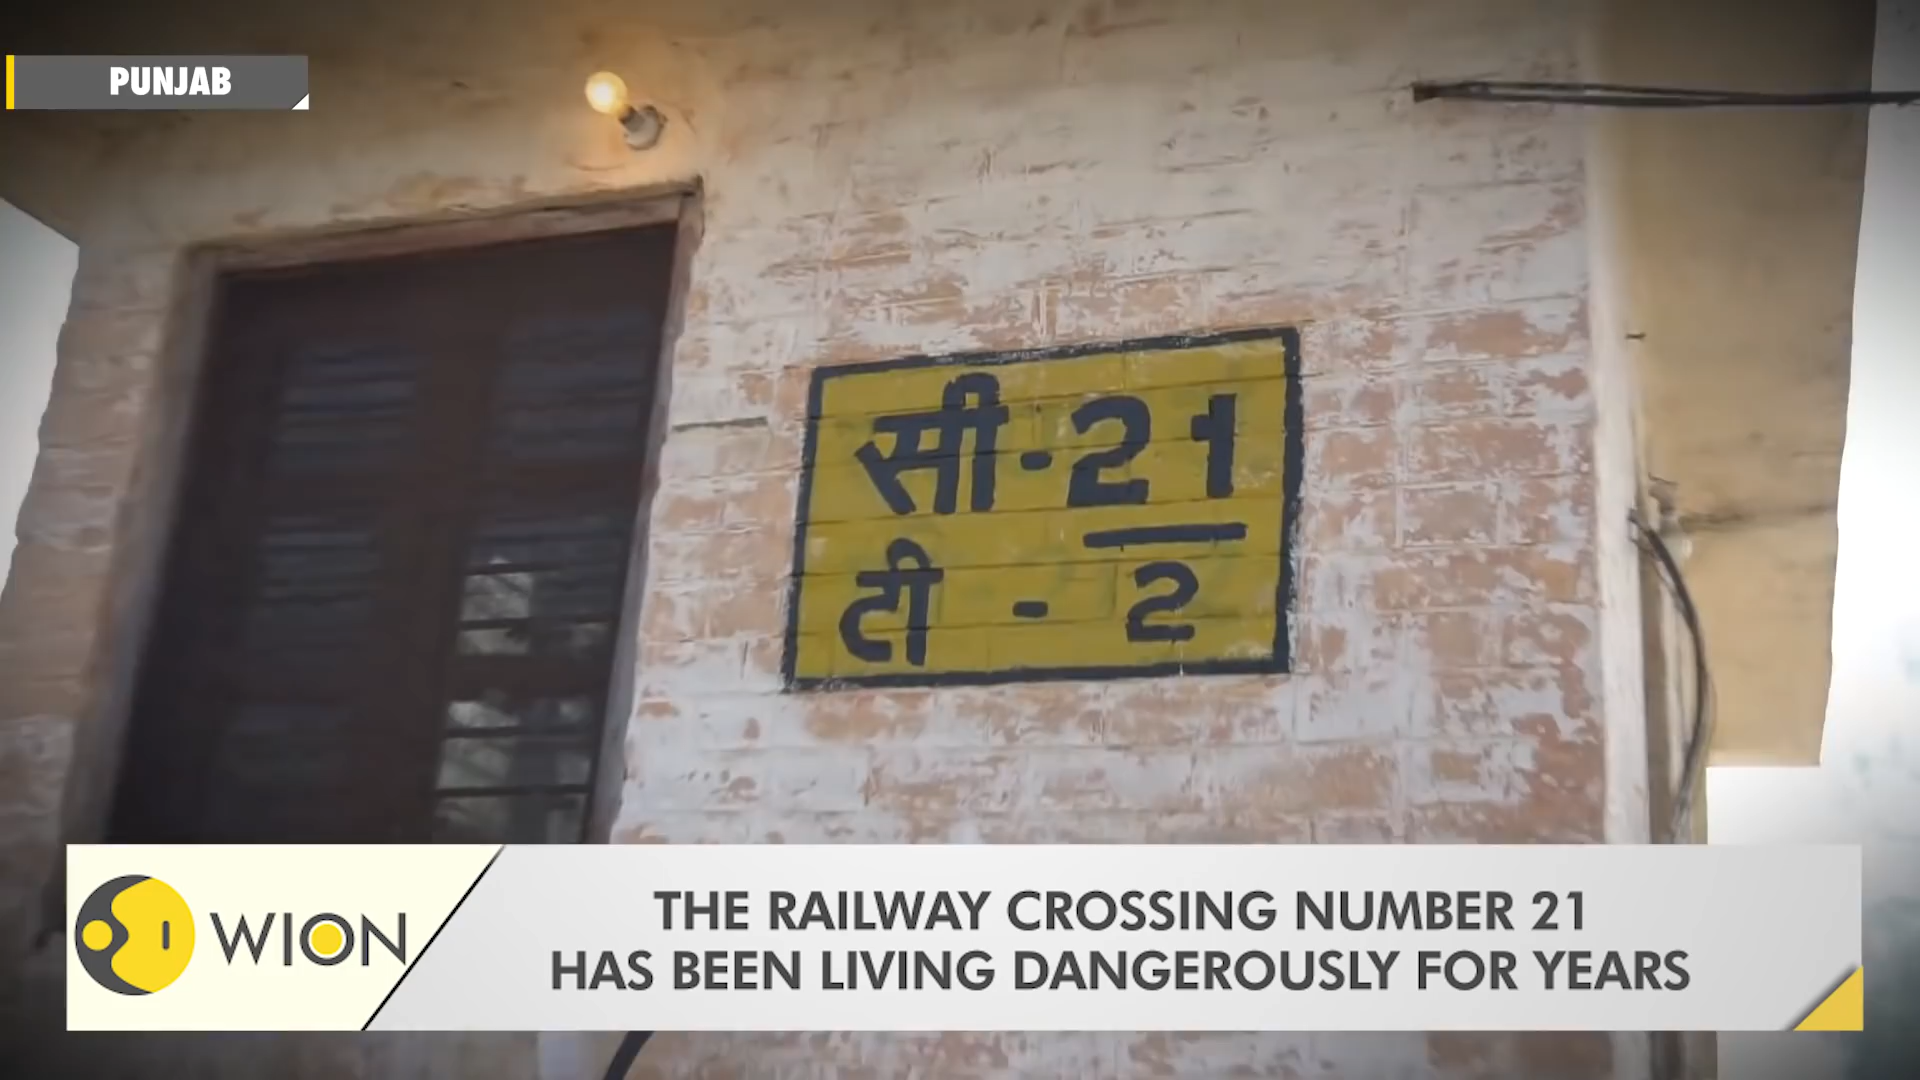 PUNJAB
सी-21
टी - 2
WION
THE RAILWAY CROSSING NUMBER 21
HAS BEEN LIVING DANGEROUSLY FOR YEARS